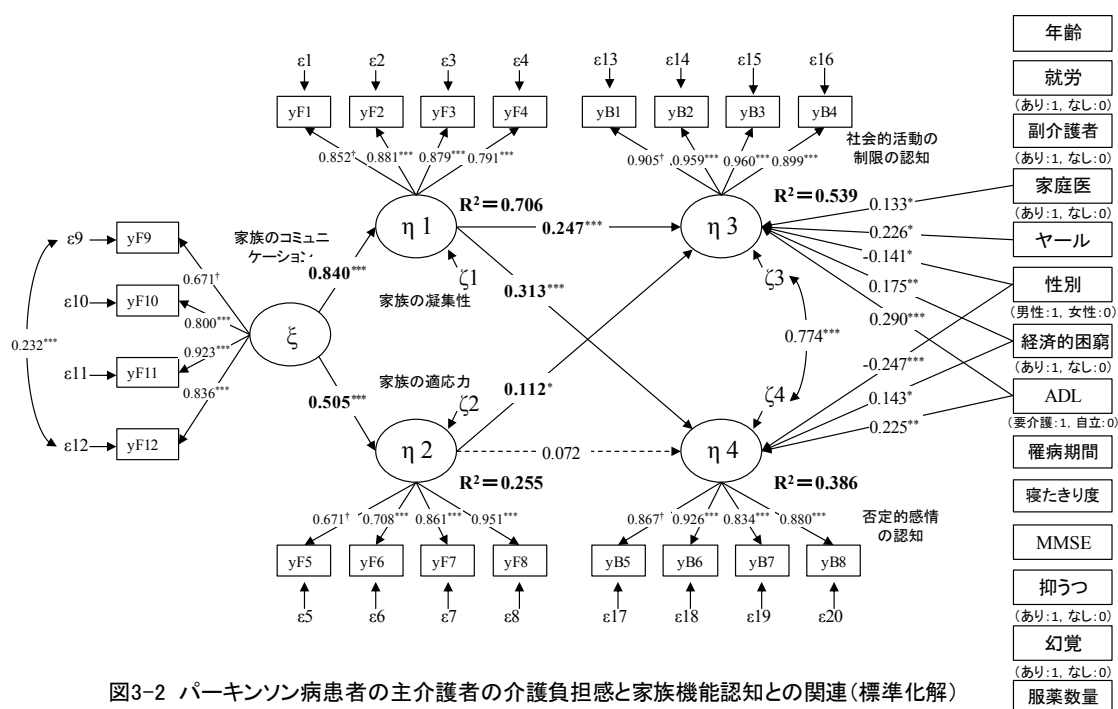 ε1
ε2
ε3
ε4
yF1
yF2
yF3
yF4
0.852†
0.881***
0.879***
0.791***
ε13
ε14
ε15
ε16
yB1
yB2
yB3
yB4
0.905†
0.959***
0.960***
0.899***
社会的活動の
制限の認知
R²=0.706
R²=0.539
η1
η3
0.247***
ζ1
ζ3
家族の凝集性
0.313***
0.774***
家族のコミュニ
ケーション
0.840***
ξ
0.505***
ε9
yF9
0.671†
ε10
yF10
0.800***
0.232***
ε11
yF11
0.923***
0.836***
ε12
yF12
家族の適応力
ζ2
0.112*
ζ4
η2
0.072
η4
R²=0.255
R²=0.386
0.671†
0.708***
0.861***
0.951***
yF5
yF6
yF7
yF8
ε5
ε6
ε7
ε8
0.867†
0.926***
0.834***
0.880***
否定的感情
の認知
yB5
yB6
yB7
yB8
ε17
ε18
ε19
ε20
0.133*
0.226*
-0.141*
0.175**
0.290***
-0.247***
0.143*
0.225**
年齢
就労
(あり:1, なし:0)
副介護者
(あり:1, なし:0)
家庭医
(あり:1, なし:0)
ヤール
性別
(男性:1, 女性:0)
経済的困窮
(あり:1, なし:0)
ADL
(要介護:1, 自立:0)
罹病期間
寝たきり度
MMSE
抑うつ
(あり:1, なし:0)
幻覚
(あり:1, なし:0)
服薬数量
図3-2 パーキンソン病患者の主介護者の介護負担感と家族機能認知との関連(標準化解)